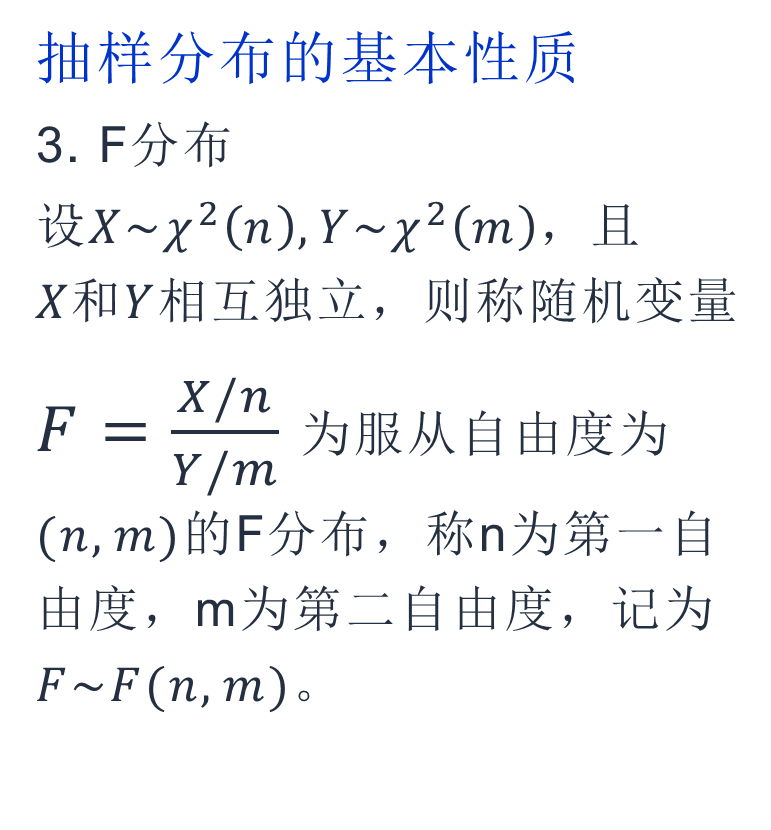 抽样分布的基本性质
3. F分布
设X~χ²(n), Y~χ²(m)，且
X和Y相互独立，则称随机变量
F = (X/n)/(Y/m) 为服从自由度为
(n, m)的F分布，称n为第一自
由度，m为第二自由度，记为
F~F(n, m)。